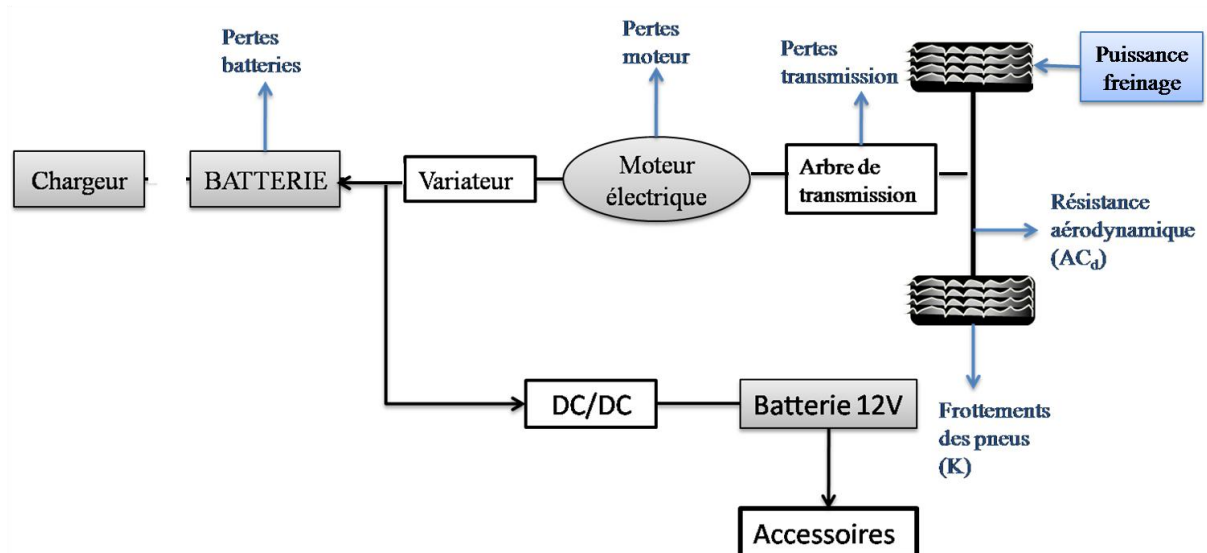 Pertes
batteries
Pertes
moteur
Pertes
transmission
Puissance
freinage
Chargeur
BATTERIE
Variateur
Moteur
électrique
Arbre de
transmission
Résistance
aérodynamique
(ACd)
DC/DC
Batterie 12V
Frottements
des pneus
(K)
Accessoires